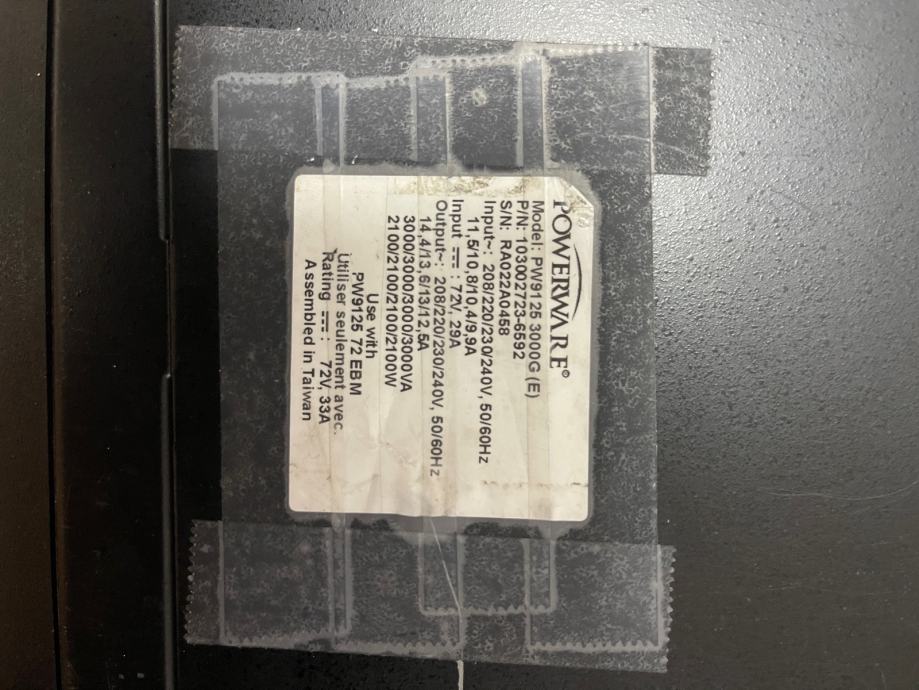 POWERWARE®
Model: PW9125 3000G (E)
P/N: 103002723-6592
S/N: RA022A0458
Input~: 208/220/230/240V, 50/60Hz
11,5/10,8/10,4/9,9A
Input ⎓ : 72V, 29A
Output~: 208/220/230/240V, 50/60Hz
14,4/13,6/13/12,5A
3000/3000/3000/3000VA
2100/2100/2100/2100W
Use with
PW9125 72 EBM
Utiliser seulement avec.
Rating ⎓ : 72V, 33A
Assembled in Taiwan